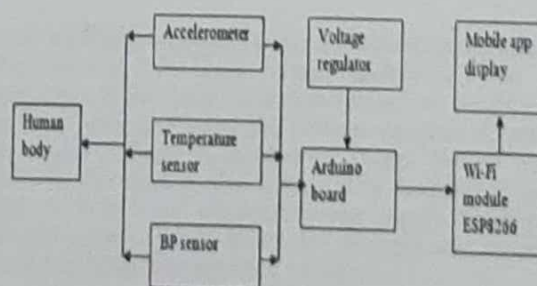 Accelerometer
Voltage
regulator
Mobile app
display
Human
body
Temperature
sensor
Arduino
board
Wi-Fi
module
ESP8266
BP sensor